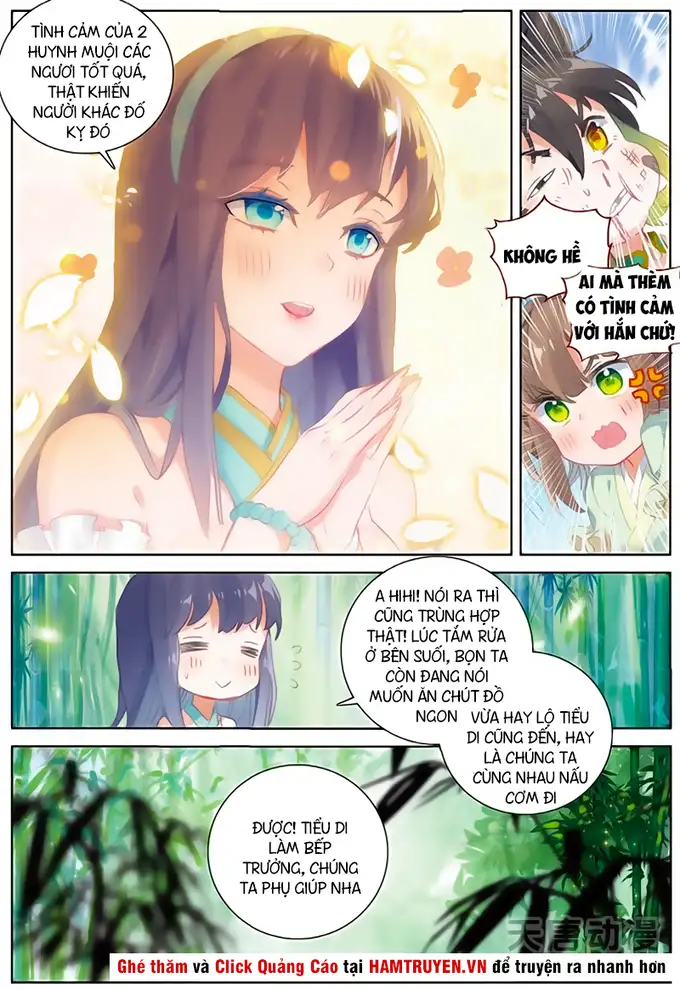 TÌNH CẢM CỦA 2
HUYNH MUỘI CÁC
NGƯƠI TỐT QUÁ,
THẬT KHIẾN
NGƯỜI KHÁC ĐỐ
KỴ ĐÓ
KHÔNG HỀ
AI MÀ THÈM
CÓ TÌNH CẢM
VỚI HẮN CHỨ!
A HIHI! NÓI RA THÌ
CŨNG TRÙNG HỢP
THẬT! LÚC TẮM RỬA
Ở BÊN SUỐI, BỌN TA
CÒN ĐANG NÓI
MUỐN ĂN CHÚT ĐỒ
NGON
VỪA HAY LỘ TIỂU
DI CŨNG ĐẾN, HAY
LÀ CHÚNG TA
CÙNG NHAU NẤU
CƠM ĐI
ĐƯỢC! TIỂU DI
LÀM BẾP
TRƯỞNG, CHÚNG
TA PHỤ GIÚP NHA
天唐动漫
Ghé thăm và Click Quảng Cáo tại HAMTRUYEN.VN để truyện ra nhanh hơn